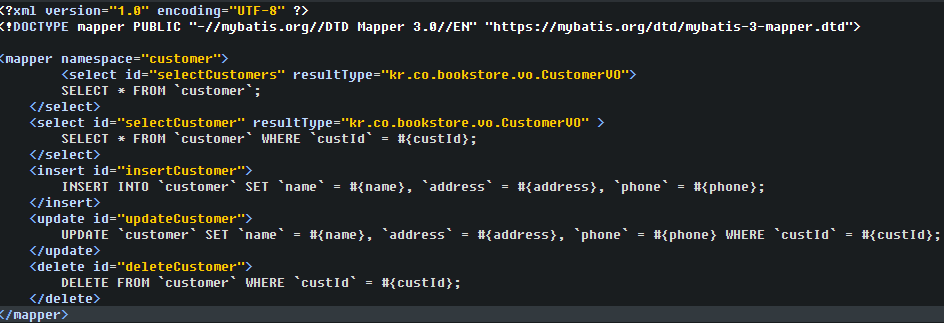 <?xml version="1.0" encoding="UTF-8" ?>
<!DOCTYPE mapper PUBLIC "-//mybatis.org//DTD Mapper 3.0//EN" "https://mybatis.org/dtd/mybatis-3-mapper.dtd">
<mapper namespace="customer">
<select id="selectCustomers" resultType="kr.co.bookstore.vo.CustomerVO">
SELECT * FROM `customer`;
</select>
<select id="selectCustomer" resultType="kr.co.bookstore.vo.CustomerVO" >
SELECT * FROM `customer` WHERE `custId` = #{custId};
</select>
<insert id="insertCustomer">
INSERT INTO `customer` SET `name` = #{name}, `address` = #{address}, `phone` = #{phone};
</insert>
<update id="updateCustomer">
UPDATE `customer` SET `name` = #{name}, `address` = #{address}, `phone` = #{phone} WHERE `custId` = #{custId};
</update>
<delete id="deleteCustomer">
DELETE FROM `customer` WHERE `custId` = #{custId};
</delete>
</mapper>